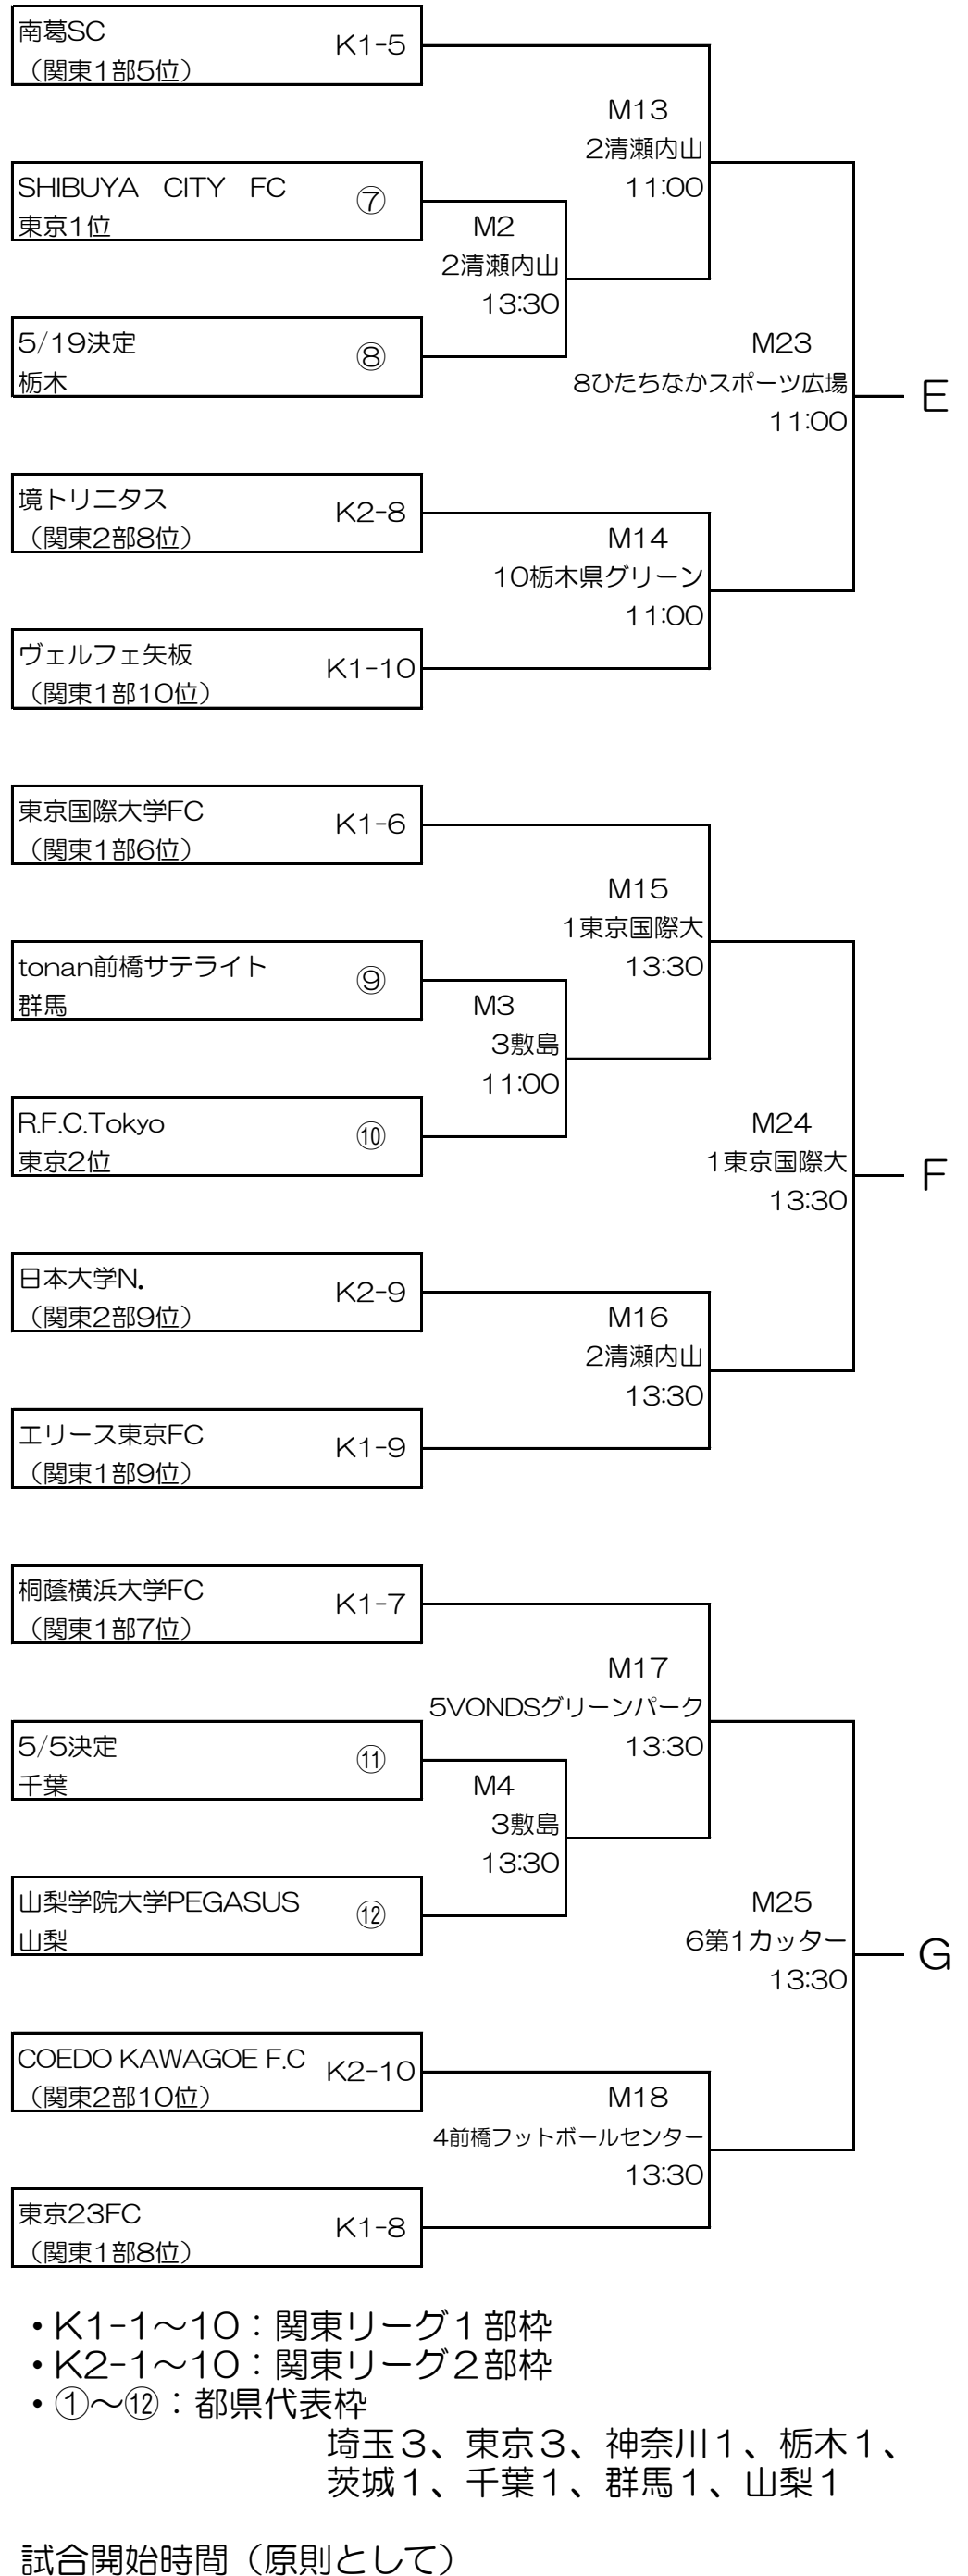 南葛SC
（関東1部5位）
K1-5
M13
2清瀬内山
11:00
SHIBUYA　CITY　FC
東京1位
⑦
M2
2清瀬内山
13:30
5/19決定
栃木
⑧
M23
8ひたちなかスポーツ広場
11:00
E
境トリニタス
（関東2部8位）
K2-8
M14
10栃木県グリーン
11:00
ヴェルフェ矢板
（関東1部10位）
K1-10
東京国際大学FC
（関東1部6位）
K1-6
M15
1東京国際大
13:30
tonan前橋サテライト
群馬
⑨
M3
3敷島
11:00
R.F.C.Tokyo
東京2位
⑩
M24
1東京国際大
13:30
F
日本大学N.
（関東2部9位）
K2-9
M16
2清瀬内山
13:30
エリース東京FC
（関東1部9位）
K1-9
桐蔭横浜大学FC
（関東1部7位）
K1-7
M17
5VONDSグリーンパーク
13:30
5/5決定
千葉
⑪
M4
3敷島
13:30
山梨学院大学PEGASUS
山梨
⑫
M25
6第1カッター
13:30
G
COEDO KAWAGOE F.C
（関東2部10位）
K2-10
M18
4前橋フットボールセンター
13:30
東京23FC
（関東1部8位）
K1-8
・K1-1～10：関東リーグ１部枠
・K2-1～10：関東リーグ２部枠
・①～⑫：都県代表枠
埼玉３、東京３、神奈川１、栃木１、
茨城１、千葉１、群馬１、山梨１
試合開始時間（原則として）